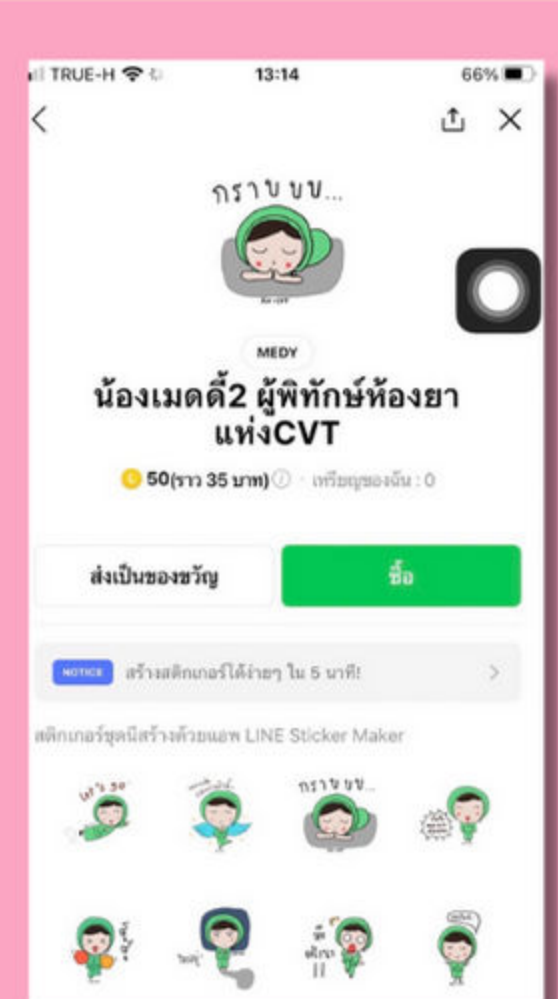 TRUE-H
13:14
66%
กราบ บบ...
MEDY
น้องเมดดี้2 ผู้พิทักษ์ห้องยา
แห่งCVT
50(ราว 35 บาท) เหรียญของฉัน : 0
ส่งเป็นของขวัญ
ซื้อ
NOTICE สร้างสติกเกอร์ได้ง่ายๆ ใน 5 นาที!
สติกเกอร์ชุดนี้สร้างด้วยแอพ LINE Sticker Maker
Let's go
กราบ บบ...